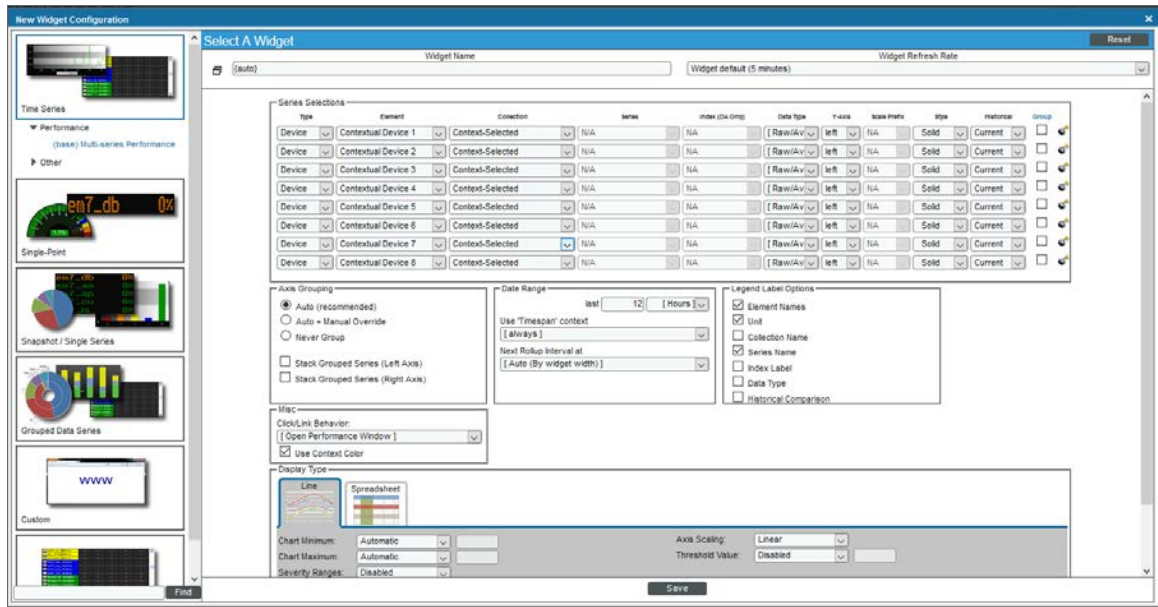 New Widget Configuration
Select A Widget
Reset
Widget Name
Widget Refresh Rate
{auto}
Widget default (5 minutes)
Time Series
Performance
(base) Multi-series Performance
Other
em7_db 0%
Single-Point
Snapshot / Single Series
Grouped Data Series
www
Custom
Find
Series Selections
Type Element Collection Series Index (DA Only) Data Type Y-Axis Scale Prefix Style Historical Group
Device Contextual Device 1 Context-Selected N/A NA [ Raw/Av left NA Solid Current
Device Contextual Device 2 Context-Selected N/A NA [ Raw/Av left NA Solid Current
Device Contextual Device 3 Context-Selected N/A NA [ Raw/Av left NA Solid Current
Device Contextual Device 4 Context-Selected N/A NA [ Raw/Av left NA Solid Current
Device Contextual Device 5 Context-Selected N/A NA [ Raw/Av left NA Solid Current
Device Contextual Device 6 Context-Selected N/A NA [ Raw/Av left NA Solid Current
Device Contextual Device 7 Context-Selected N/A NA [ Raw/Av left NA Solid Current
Device Contextual Device 8 Context-Selected N/A NA [ Raw/Av left NA Solid Current
Axis Grouping
Auto (recommended)
Auto + Manual Override
Never Group
Stack Grouped Series (Left Axis)
Stack Grouped Series (Right Axis)
Date Range
last 12 [ Hours ]
Use 'Timespan' context
[ always ]
Next Rollup Interval at
[ Auto (By widget width) ]
Legend Label Options
Element Names
Unit
Collection Name
Series Name
Index Label
Data Type
Historical Comparison
Misc
Click/Link Behavior:
[ Open Performance Window ]
Use Context Color
Display Type
Line
Spreadsheet
Chart Minimum: Automatic
Axis Scaling: Linear
Chart Maximum: Automatic
Threshold Value: Disabled
Severity Ranges: Disabled
Save